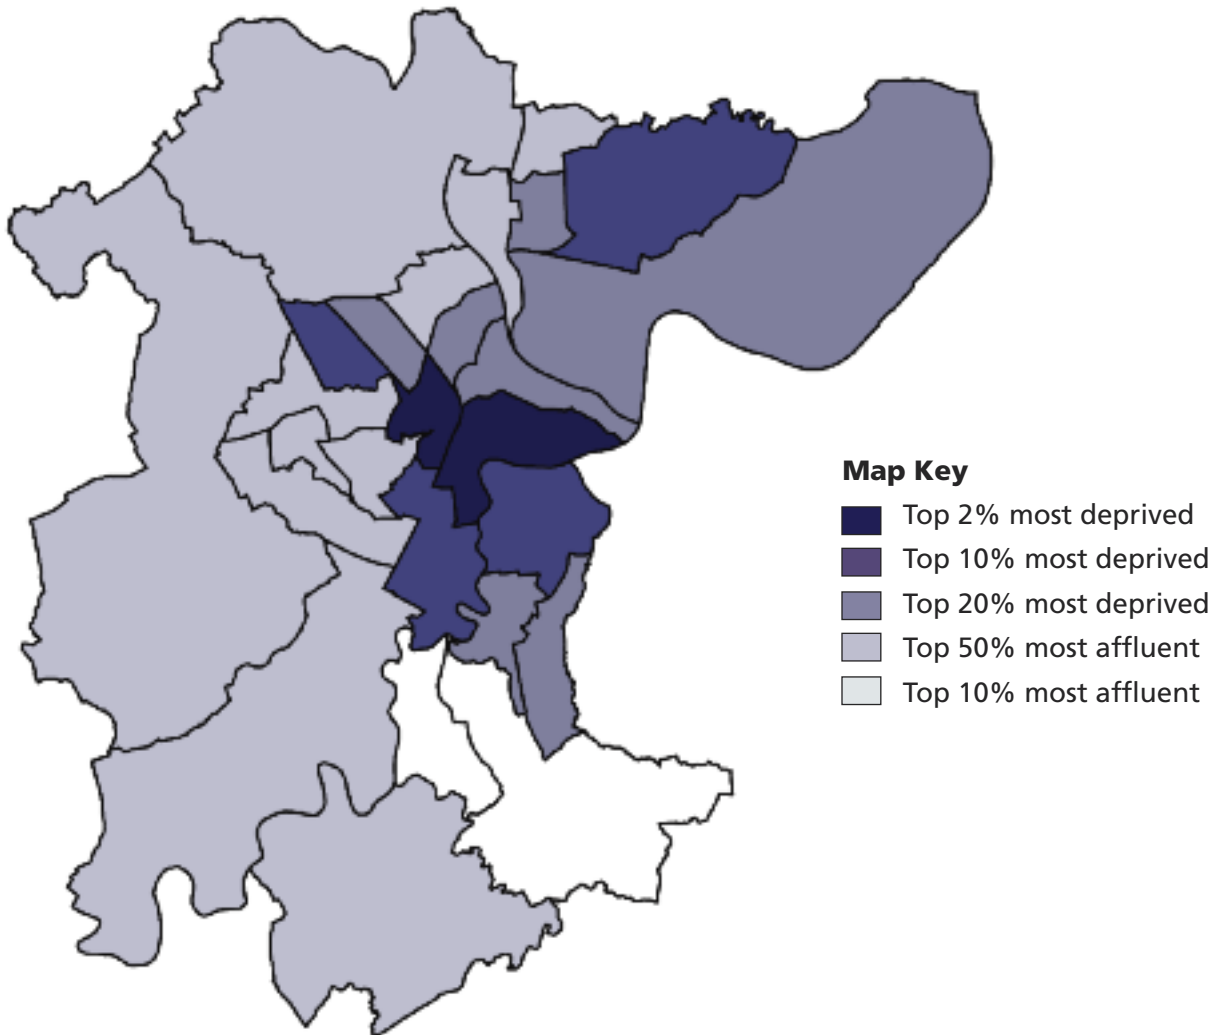 Map Key
Top 2% most deprived
Top 10% most deprived
Top 20% most deprived
Top 50% most affluent
Top 10% most affluent